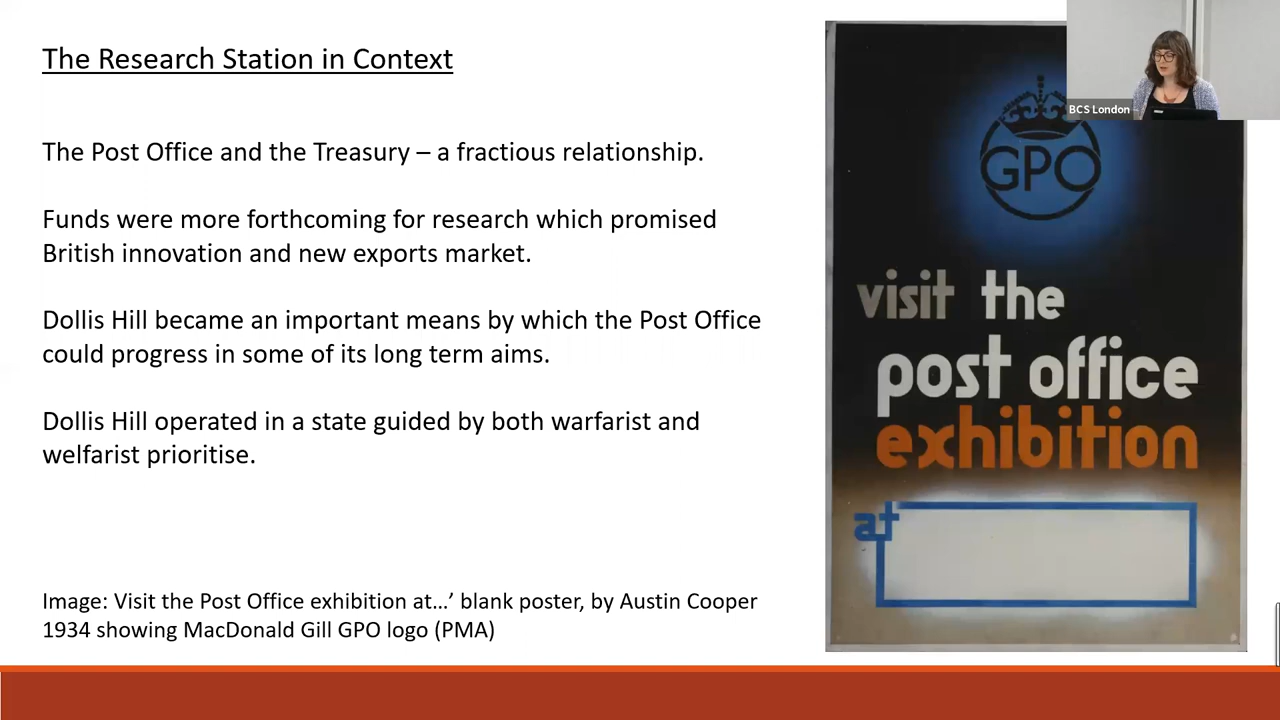 The Research Station in Context
The Post Office and the Treasury – a fractious relationship.
Funds were more forthcoming for research which promised
British innovation and new exports market.
Dollis Hill became an important means by which the Post Office
could progress in some of its long term aims.
Dollis Hill operated in a state guided by both warfarist and
welfarist prioritise.
Image: Visit the Post Office exhibition at…’ blank poster, by Austin Cooper
1934 showing MacDonald Gill GPO logo (PMA)
BCS London
GPO
visit the
post office
exhibition
at